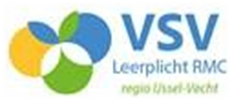 VSV
Leerplicht RMC
regio IJssel-Vecht